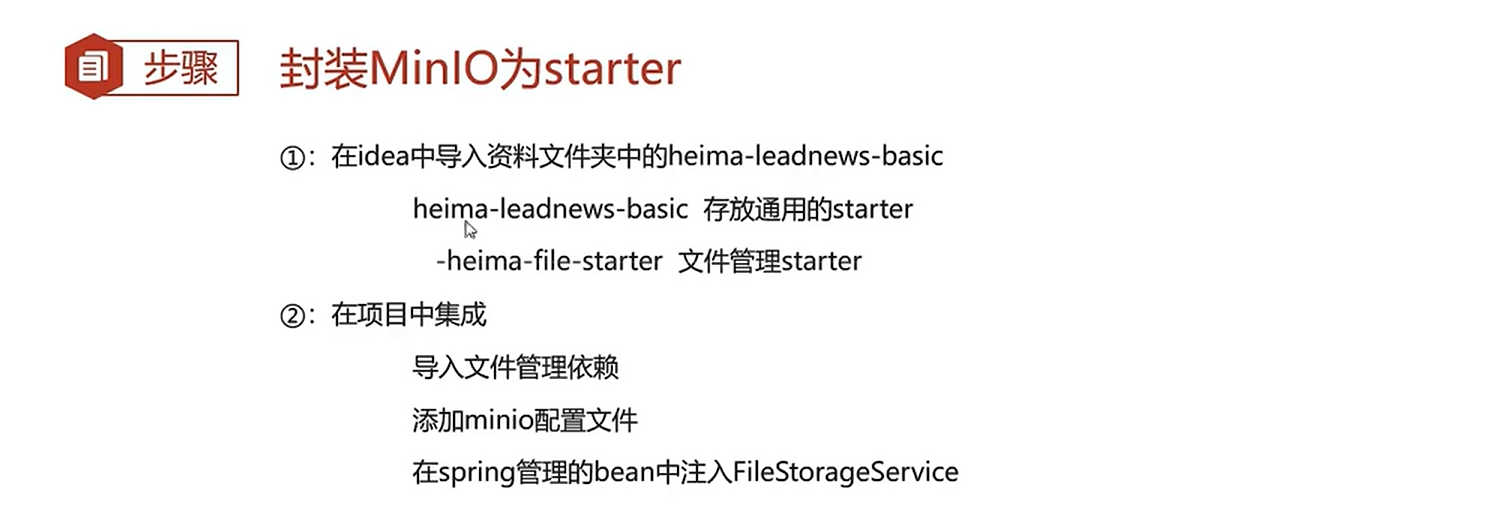 步骤 封装MinIO为starter
①：在idea中导入资料文件夹中的heima-leadnews-basic
heima-leadnews-basic 存放通用的starter
-heima-file-starter 文件管理starter
②：在项目中集成
导入文件管理依赖
添加minio配置文件
在spring管理的bean中注入FileStorageService